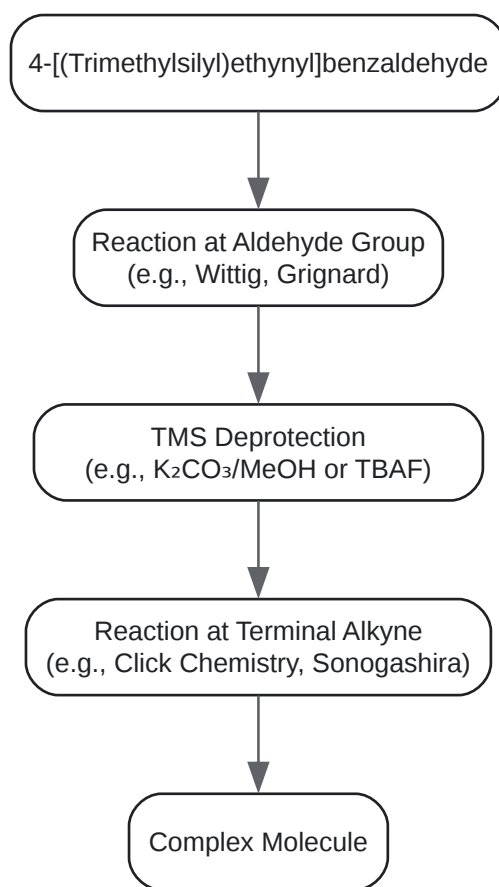 4-[(Trimethylsilyl)ethynyl]benzaldehyde
Reaction at Aldehyde Group
(e.g., Wittig, Grignard)
TMS Deprotection
(e.g., K₂CO₃/MeOH or TBAF)
Reaction at Terminal Alkyne
(e.g., Click Chemistry, Sonogashira)
Complex Molecule